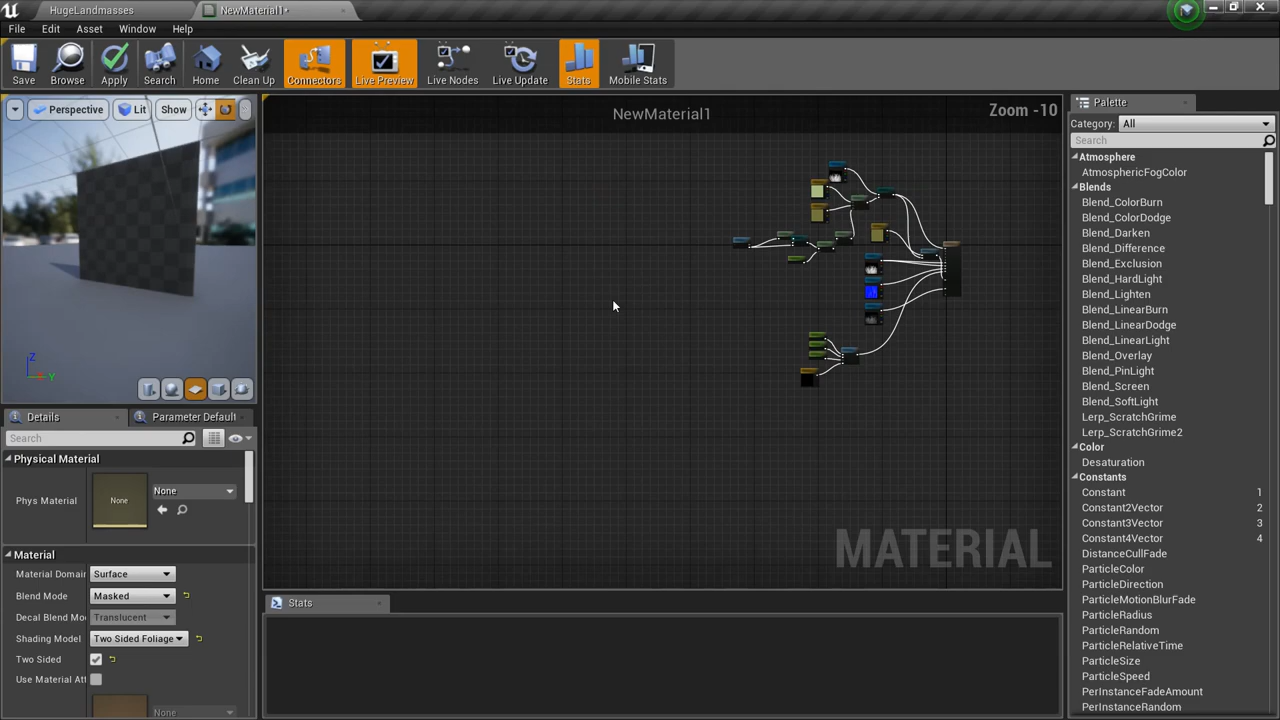 HugeLandmasses
NewMaterial1*
File Edit Asset Window Help
Save Browse Apply Search Home Clean Up Connectors Live Preview Live Nodes Live Update Stats Mobile Stats
Perspective Lit Show
NewMaterial1
Zoom -10
Palette
Category: All
Search
Atmosphere
AtmosphericFogColor
Blends
Blend_ColorBurn
Blend_ColorDodge
Blend_Darken
Blend_Difference
Blend_Exclusion
Blend_HardLight
Blend_Lighten
Blend_LinearBurn
Blend_LinearDodge
Blend_LinearLight
Blend_Overlay
Blend_PinLight
Blend_Screen
Blend_SoftLight
Lerp_ScratchGrime
Lerp_ScratchGrime2
Color
Desaturation
Constants
Constant 1
Constant2Vector 2
Constant3Vector 3
Constant4Vector 4
DistanceCullFade
ParticleColor
ParticleDirection
ParticleMotionBlurFade
ParticleRadius
ParticleRandom
ParticleRelativeTime
ParticleSize
ParticleSpeed
PerInstanceFadeAmount
PerInstanceRandom
Z
Y
Details
Parameter Defaul
Search
Physical Material
Phys Material
None
None
Material
Material Domain
Surface
Blend Mode
Masked
Decal Blend Mo
Translucent
Shading Model
Two Sided Foliage
Two Sided
Use Material Att
None
MATERIAL
Stats